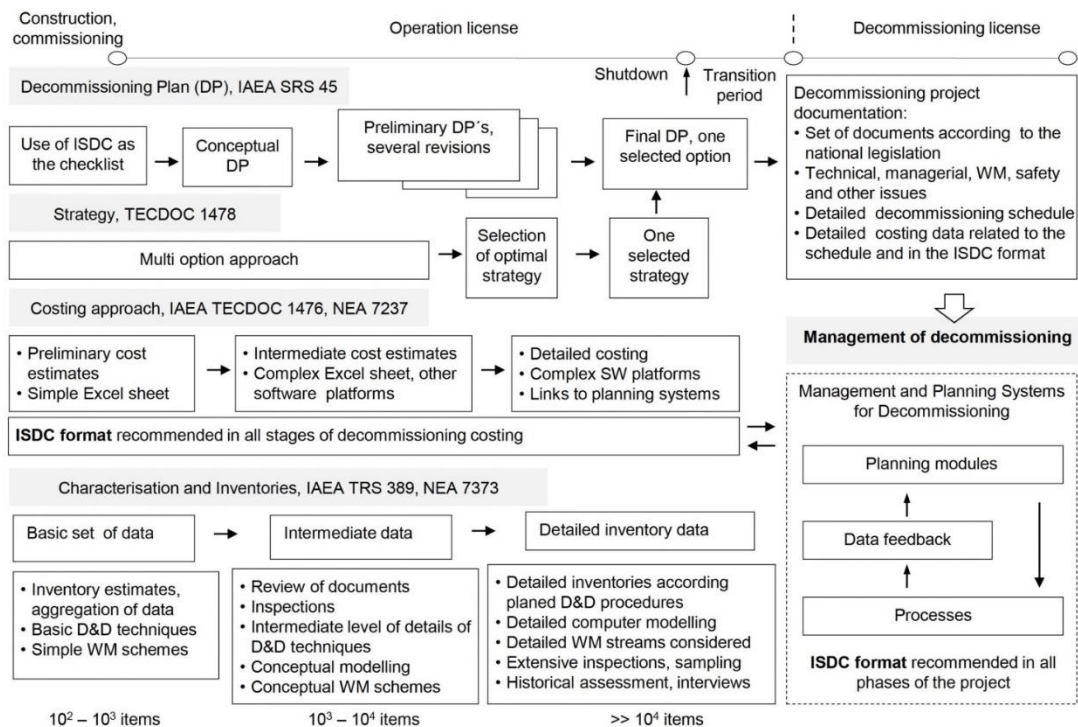 Construction,
commissioning
Operation license
Decommissioning license
Shutdown
Transition
period
Decommissioning Plan (DP), IAEA SRS 45
Use of ISDC as
the checklist
Conceptual
DP
Preliminary DP´s,
several revisions
Final DP, one
selected option
Decommissioning project
documentation:
• Set of documents according to the
national legislation
• Technical, managerial, WM, safety
and other issues
• Detailed decommissioning schedule
• Detailed costing data related to the
schedule and in the ISDC format
Strategy, TECDOC 1478
Multi option approach
Selection
of optimal
strategy
One
selected
strategy
Costing approach, IAEA TECDOC 1476, NEA 7237
• Preliminary cost
estimates
• Simple Excel sheet
• Intermediate cost estimates
• Complex Excel sheet, other
software platforms
• Detailed costing
• Complex SW platforms
• Links to planning systems
ISDC format recommended in all stages of decommissioning costing
Management of decommissioning
Management and Planning Systems
for Decommissioning
Planning modules
Data feedback
Processes
ISDC format recommended in all
phases of the project
Characterisation and Inventories, IAEA TRS 389, NEA 7373
Basic set of data
Intermediate data
Detailed inventory data
• Inventory estimates,
aggregation of data
• Basic D&D techniques
• Simple WM schemes
• Review of documents
• Inspections
• Intermediate level of details of
D&D techniques
• Conceptual modelling
• Conceptual WM schemes
• Detailed inventories according
planed D&D procedures
• Detailed computer modelling
• Detailed WM streams considered
• Extensive inspections, sampling
• Historical assessment, interviews
10² – 10³ items
10³ – 10⁴ items
>> 10⁴ items